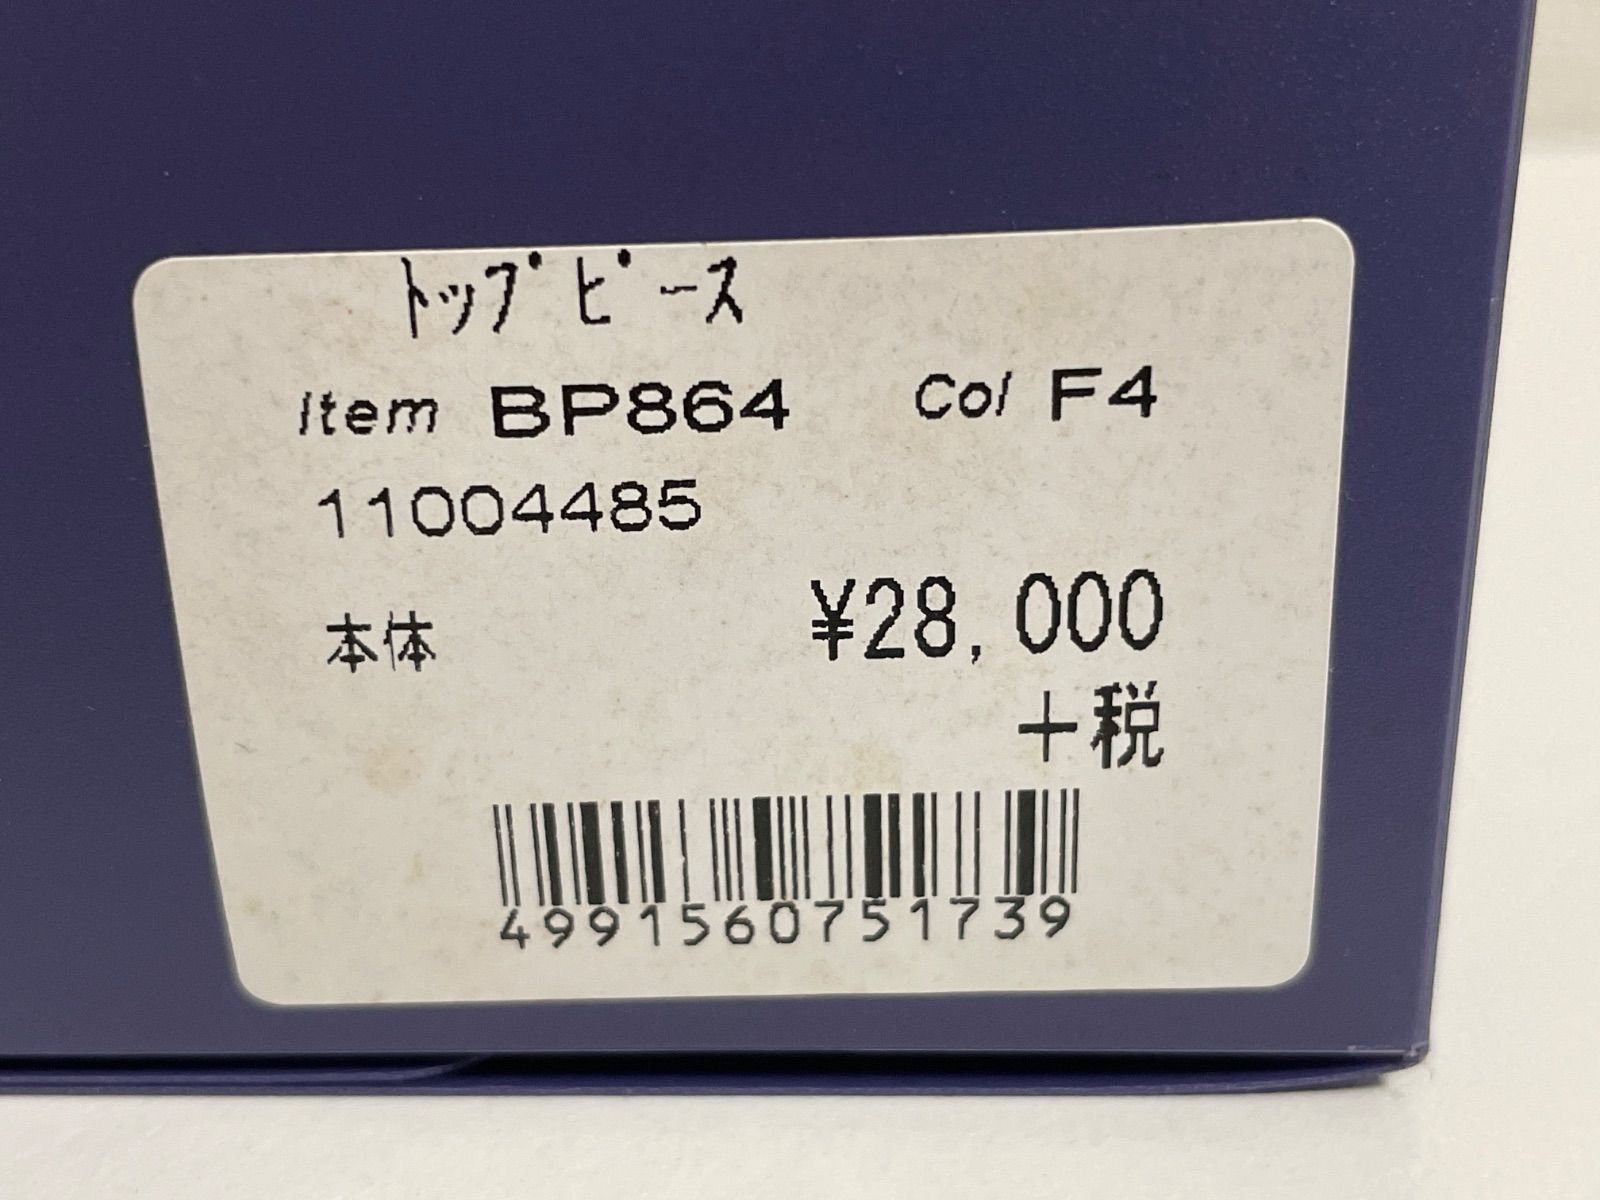 トップピース
Item BP864 Col F4
11004485
本体 ¥28,000
+税
4991560751739